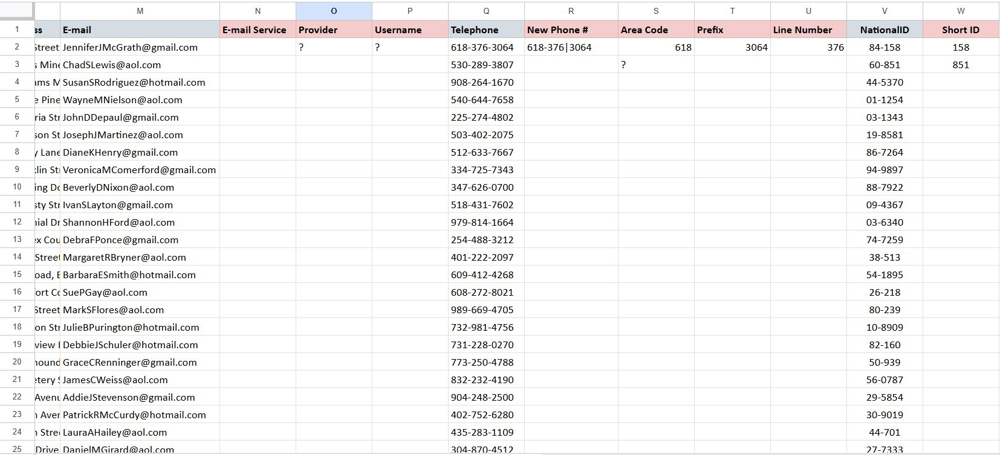 M N O P Q R S T U V W
1 ss E-mail E-mail Service Provider Username Telephone New Phone # Area Code Prefix Line Number NationalID Short ID
2 Street JenniferJMcGrath@gmail.com ? ? 618-376-3064 618-376|3064 618 3064 376 84-158 158
3 s Mine ChadSLewis@aol.com 530-289-3807 ? 60-851 851
4 ams M SusanSRodriguez@hotmail.com 908-264-1670 44-5370
5 e Pine WayneMNielson@aol.com 540-644-7658 01-1254
6 ria Str JohnDDepaul@gmail.com 225-274-4802 03-1343
7 son St JosephJMartinez@aol.com 503-402-2075 19-8581
8 y Lane DianeKHenry@gmail.com 512-633-7667 86-7264
9 klin Str VeronicaMComerford@gmail.com 334-725-7343 94-9897
10 ing Do BeverlyDNixon@aol.com 347-626-0700 88-7922
11 sty Str IvanSLayton@gmail.com 518-431-7602 09-4367
12 nial Dr ShannonHFord@aol.com 979-814-1664 03-6340
13 ex Cou DebraFPonce@gmail.com 254-488-3212 74-7259
14 Street MargaretRBryner@aol.com 401-222-2097 38-513
15 oad, E BarbaraESmith@hotmail.com 609-412-4268 54-1895
16 fort Co SuePGay@aol.com 608-272-8021 26-218
17 Street MarkSFlores@aol.com 989-669-4705 80-239
18 on Str JulieBPurington@hotmail.com 732-981-4756 10-8909
19 view DebbieJSchuler@hotmail.com 731-228-0270 82-160
20 hound GraceCRenninger@gmail.com 773-250-4788 50-939
21 etery S JamesCWeiss@aol.com 832-232-4190 56-0787
22 Avenu AddieJStevenson@gmail.com 904-248-2500 29-5854
23 n Aven PatrickRMcCurdy@hotmail.com 402-752-6280 30-9019
24 n Stree LauraAHailey@aol.com 435-283-1109 44-701
25 Drive DanielMGirard@aol.com 304-870-4512 27-7333